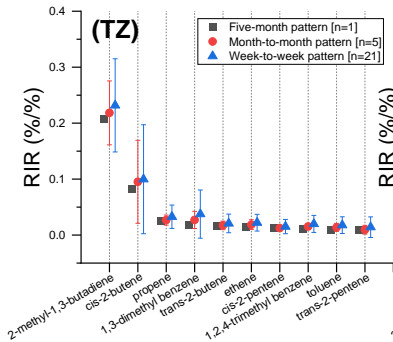 (TZ)
Five-month pattern [n=1]
Month-to-month pattern [n=5]
Week-to-week pattern [n=21]
RIR (%/%)
RIR (%/%)
0.4
0.3
0.2
0.1
0.0
2-methyl-1,3-butadiene
cis-2-butene
propene
1,3-dimethyl benzene
trans-2-butene
ethene
cis-2-pentene
1,2,4-trimethyl benzene
toluene
trans-2-pentene